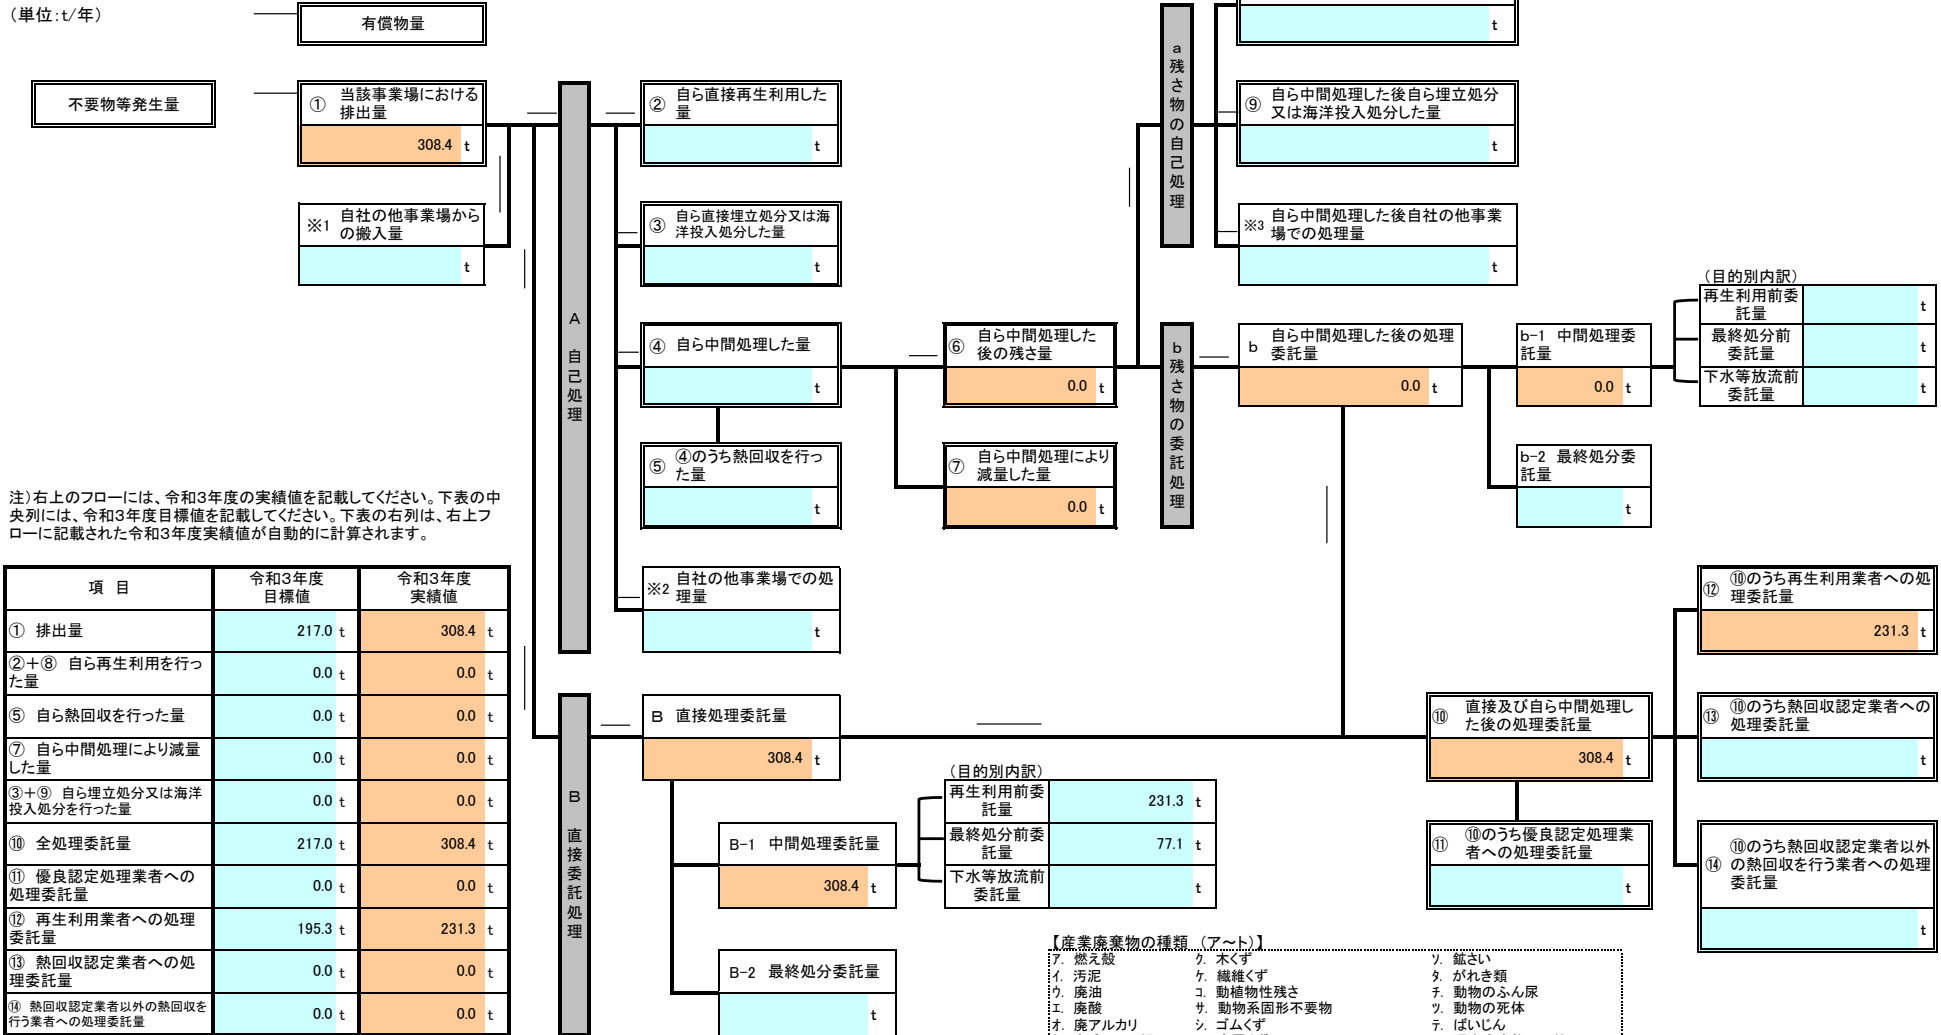 (単位:t/年)
有償物量
t
不要物等発生量
① 当該事業場における
排出量
308.4 t
※1 自社の他事業場から
の搬入量
t
A 自己処理
② 自ら直接再生利用した
量
t
③ 自ら直接埋立処分又は海
洋投入処分した量
t
④ 自ら中間処理した量
t
⑤ ④のうち熱回収を行っ
た量
t
※2 自社の他事業場での処
理量
t
⑥ 自ら中間処理した
後の残さ量
0.0 t
⑦ 自ら中間処理により
減量した量
0.0 t
a 残さ物の自己処理
⑨ 自ら中間処理した後自ら埋立処分
又は海洋投入処分した量
t
※3 自ら中間処理した後自社の他事業
場での処理量
t
b 残さ物の委託処理
b 自ら中間処理した後の処理
委託量
0.0 t
b-1 中間処理委
託量
0.0 t
b-2 最終処分委
託量
t
(目的別内訳)
再生利用前委
託量
t
最終処分前
委託量
t
下水等放流前
委託量
t
注)右上のフローには、令和3年度の実績値を記載してください。下表の中
央列には、令和3年度目標値を記載してください。下表の右列は、右上フ
ローに記載された令和3年度実績値が自動的に計算されます。
項 目 令和3年度 目標値 令和3年度 実績値
① 排出量 217.0 t 308.4 t
②+⑧ 自ら再生利用を行っ
た量 0.0 t 0.0 t
⑤ 自ら熱回収を行った量 0.0 t 0.0 t
⑦ 自ら中間処理により減量
した量 0.0 t 0.0 t
③+⑨ 自ら埋立処分又は海洋
投入処分を行った量 0.0 t 0.0 t
⑩ 全処理委託量 217.0 t 308.4 t
⑪ 優良認定処理業者への
処理委託量 0.0 t 0.0 t
⑫ 再生利用業者への処理
委託量 195.3 t 231.3 t
⑬ 熱回収認定業者への処
理委託量 0.0 t 0.0 t
⑭ 熱回収認定業者以外の熱回収を
行う業者への処理委託量 0.0 t 0.0 t
B 直接委託処理
B 直接処理委託量
308.4 t
B-1 中間処理委託量
308.4 t
B-2 最終処分委託量
t
(目的別内訳)
再生利用前委
託量
231.3 t
最終処分前委
託量
77.1 t
下水等放流前
委託量
t
⑩ 直接及び自ら中間処理し
た後の処理委託量
308.4 t
⑪ ⑩のうち優良認定処理業
者への処理委託量
t
⑫ ⑩のうち再生利用業者への処
理委託量
231.3 t
⑬ ⑩のうち熱回収認定業者への
処理委託量
t
⑭ ⑩のうち熱回収認定業者以外
の熱回収を行う業者への処理
委託量
t
【産業廃棄物の種類 (ア~ト)】
ア. 燃え殻 ク. 木くず ソ. 鉱さい
イ. 汚泥 ケ. 繊維くず タ. がれき類
ウ. 廃油 コ. 動植物性残さ チ. 動物のふん尿
エ. 廃酸 サ. 動物系固形不要物 ツ. 動物の死体
オ. 廃アルカリ シ. ゴムくず テ. ばいじん